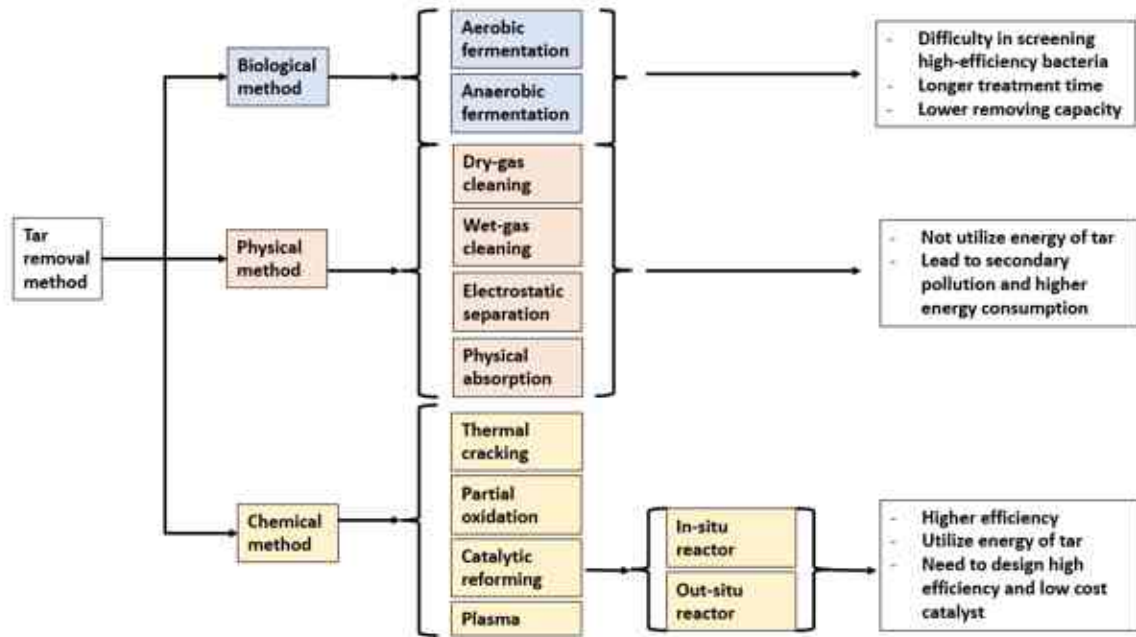 Tar
removal
method
Biological
method
Physical
method
Chemical
method
Aerobic
fermentation
Anaerobic
fermentation
Dry-gas
cleaning
Wet-gas
cleaning
Electrostatic
separation
Physical
absorption
Thermal
cracking
Partial
oxidation
Catalytic
reforming
Plasma
In-situ
reactor
Out-situ
reactor
- Difficulty in screening
high-efficiency bacteria
- Longer treatment time
- Lower removing capacity
- Not utilize energy of tar
- Lead to secondary
pollution and higher
energy consumption
- Higher efficiency
- Utilize energy of tar
- Need to design high
efficiency and low cost
catalyst